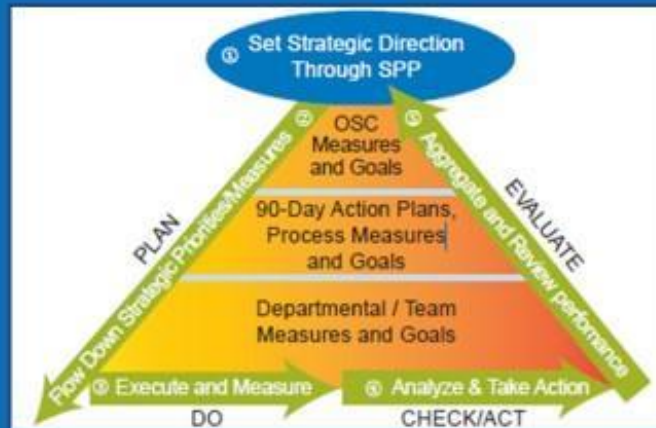 ① Set Strategic Direction
Through SPP
② Flow Down Strategic Priorities/Measures
PLAN
OSC
Measures
and Goals
90-Day Action Plans,
Process Measures
and Goals
Departmental / Team
Measures and Goals
③ Execute and Measure
DO
④ Analyze & Take Action
CHECK/ACT
⑤ Aggregate and Review perfomance
EVALUATE